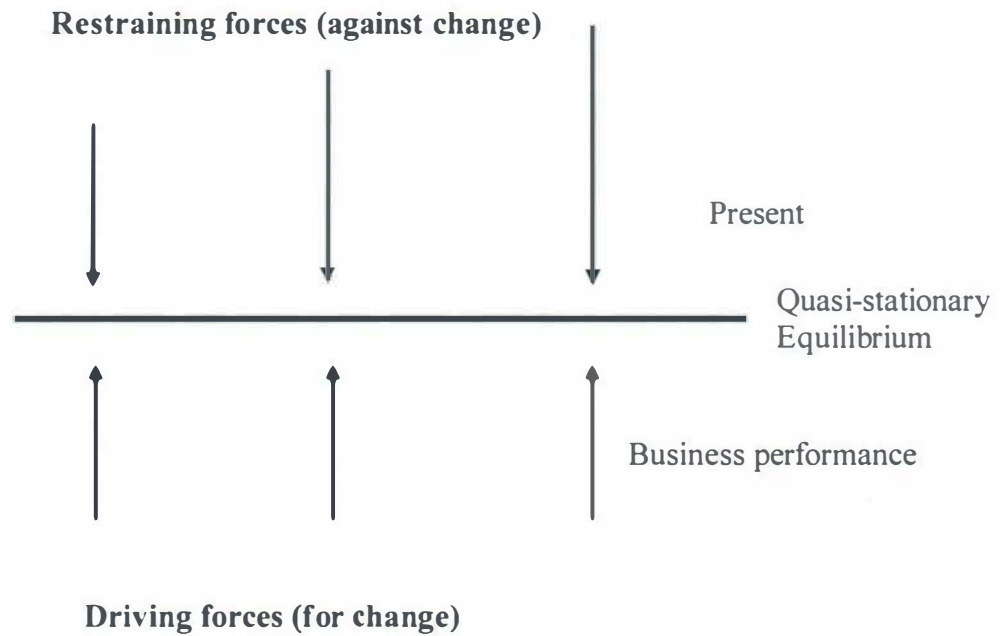 Restraining forces (against change)
Present
Quasi-stationary
Equilibrium
Business performance
Driving forces (for change)